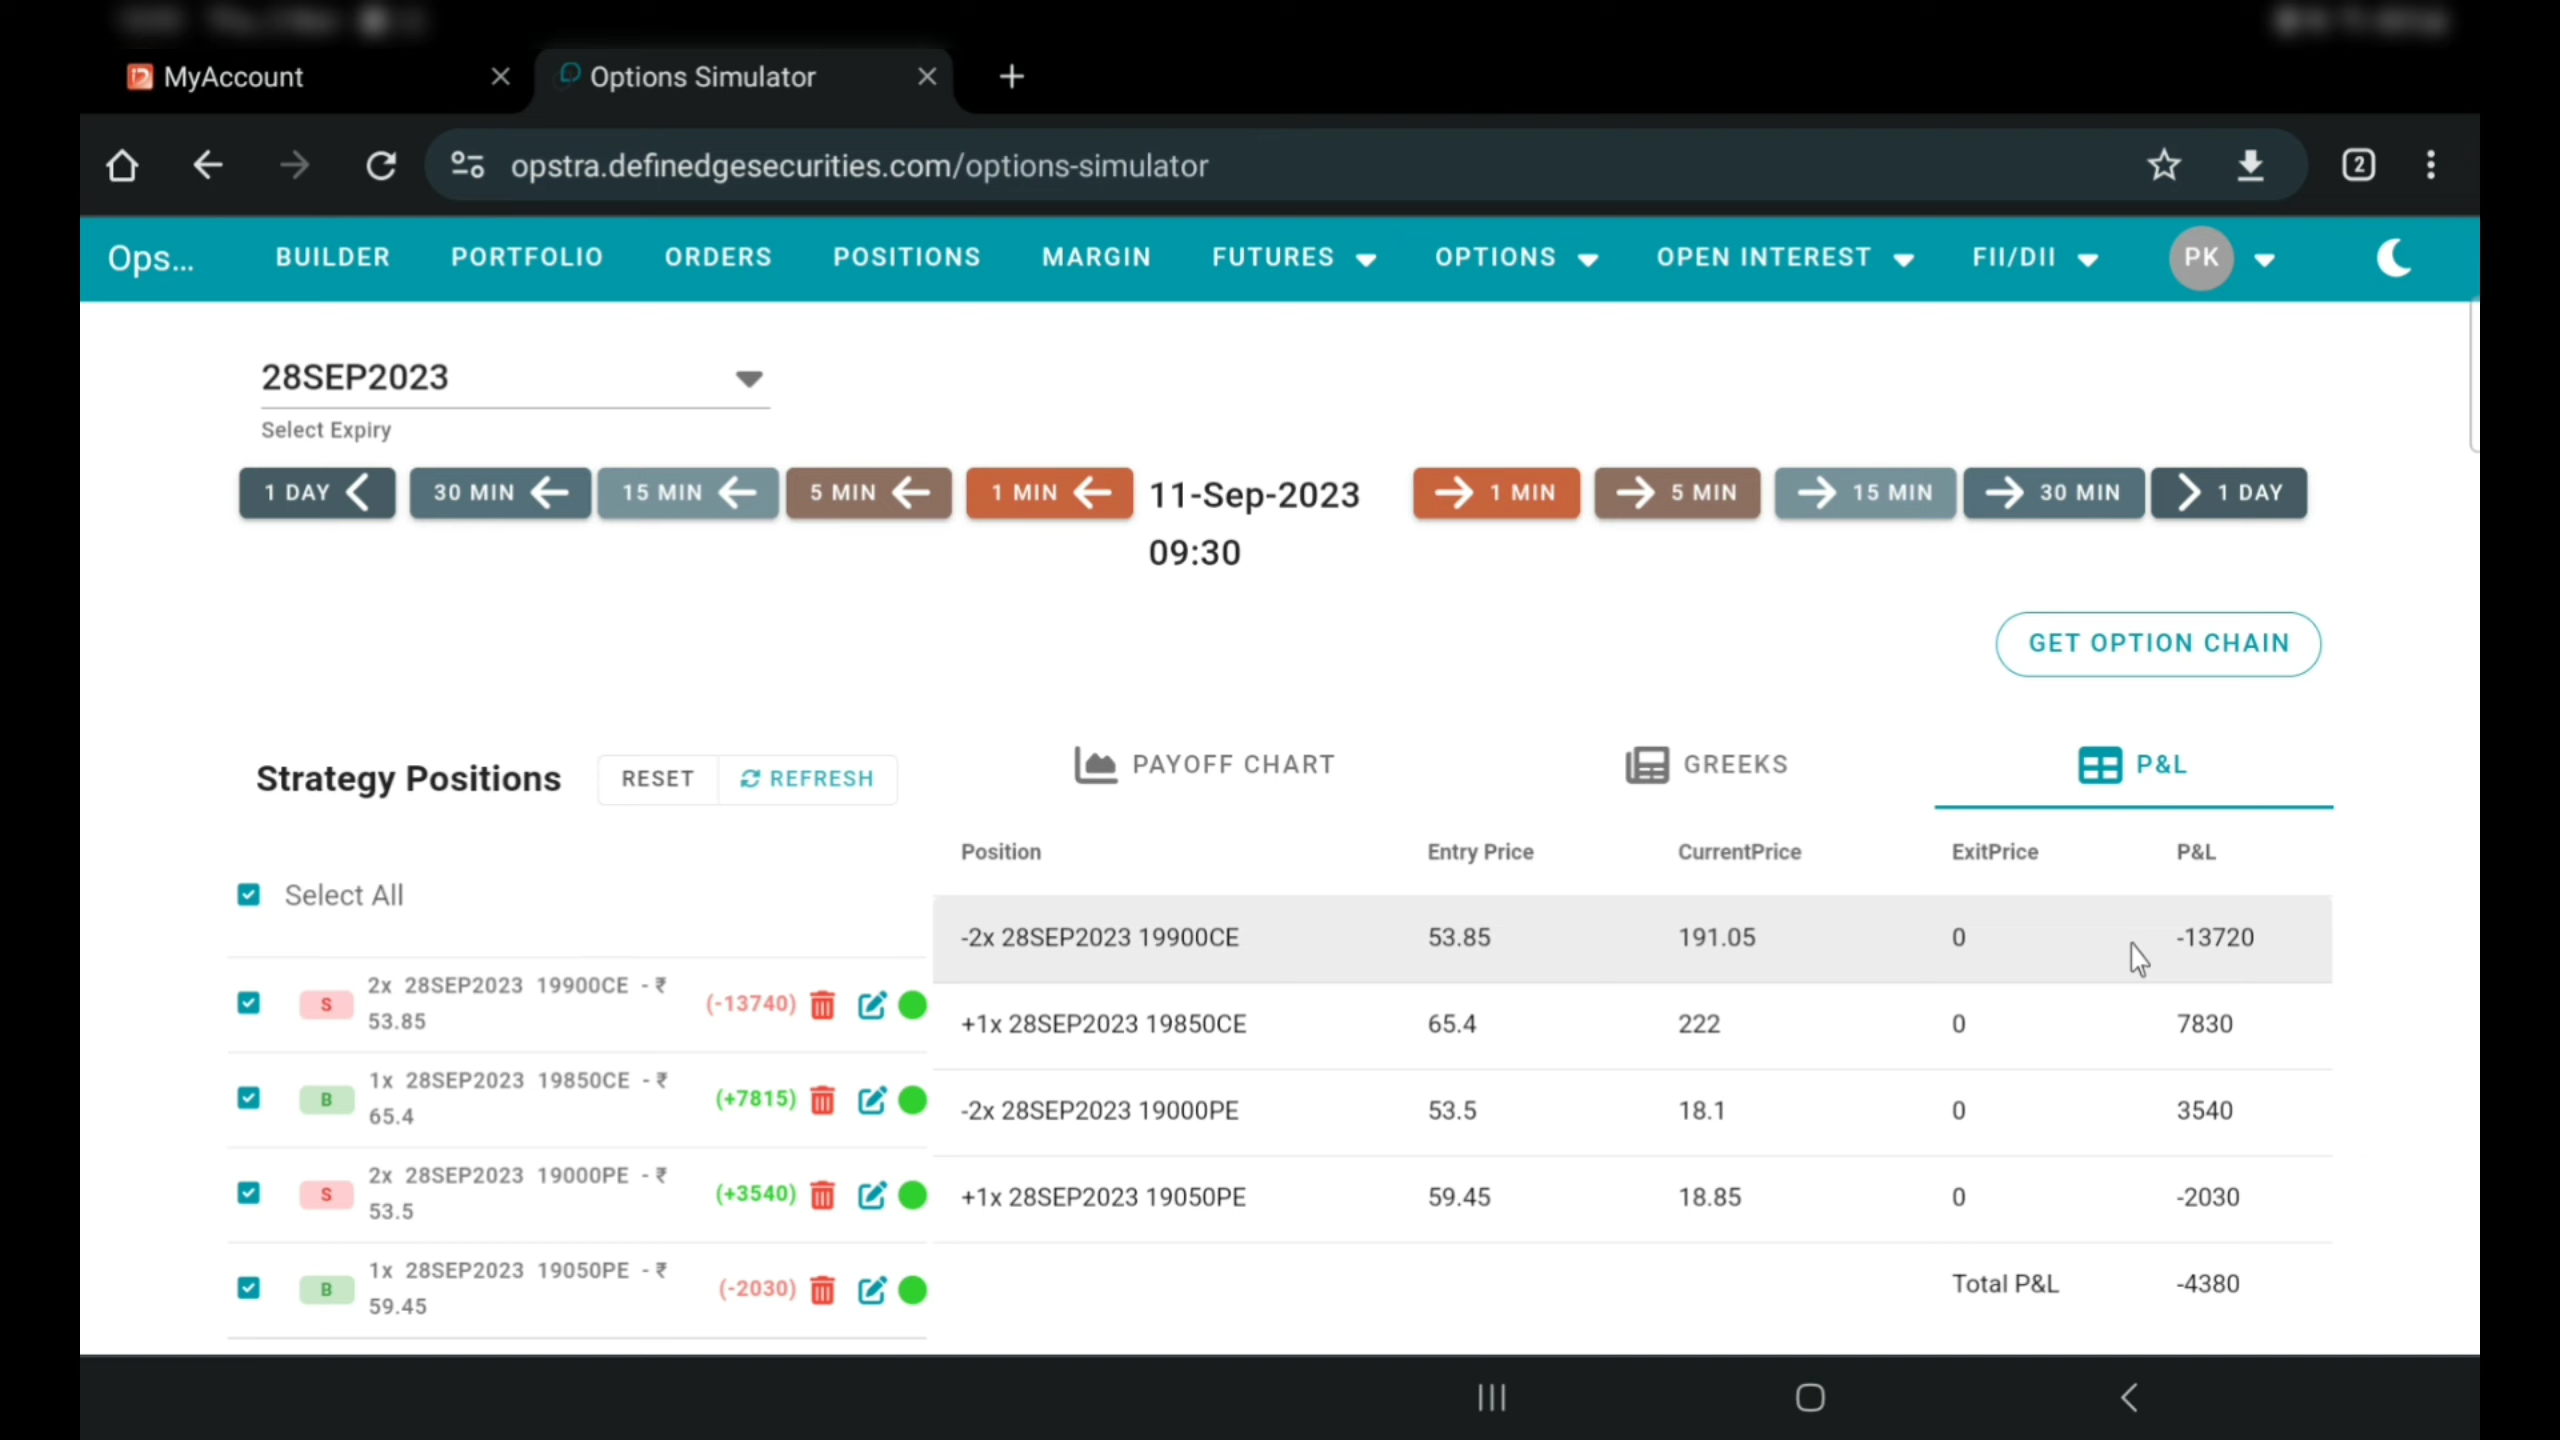 MyAccount
Options Simulator
opstra.definedgesecurities.com/options-simulator
2
Ops...
BUILDER
PORTFOLIO
ORDERS
POSITIONS
MARGIN
FUTURES
OPTIONS
OPEN INTEREST
FII/DII
PK
28SEP2023
Select Expiry
1 DAY
30 MIN
15 MIN
5 MIN
1 MIN
11-Sep-2023
09:30
1 MIN
5 MIN
15 MIN
30 MIN
1 DAY
GET OPTION CHAIN
Strategy Positions
RESET
REFRESH
PAYOFF CHART
GREEKS
P&L
Select All
S 2x 28SEP2023 19900CE - ₹ (-13740)
53.85
B 1x 28SEP2023 19850CE - ₹ (+7815)
65.4
S 2x 28SEP2023 19000PE - ₹ (+3540)
53.5
B 1x 28SEP2023 19050PE - ₹ (-2030)
59.45
Position Entry Price CurrentPrice ExitPrice P&L
-2x 28SEP2023 19900CE 53.85 191.05 0 -13720
+1x 28SEP2023 19850CE 65.4 222 0 7830
-2x 28SEP2023 19000PE 53.5 18.1 0 3540
+1x 28SEP2023 19050PE 59.45 18.85 0 -2030
Total P&L -4380